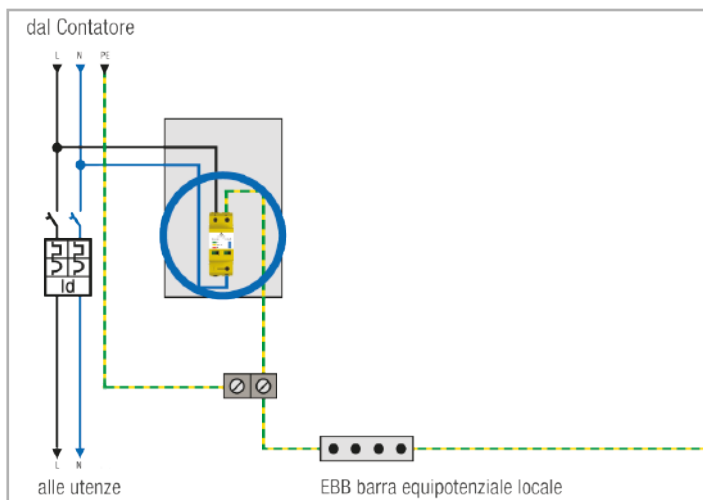 dal Contatore
L N PE
Id
L N
alle utenze
EBB barra equipotenziale locale